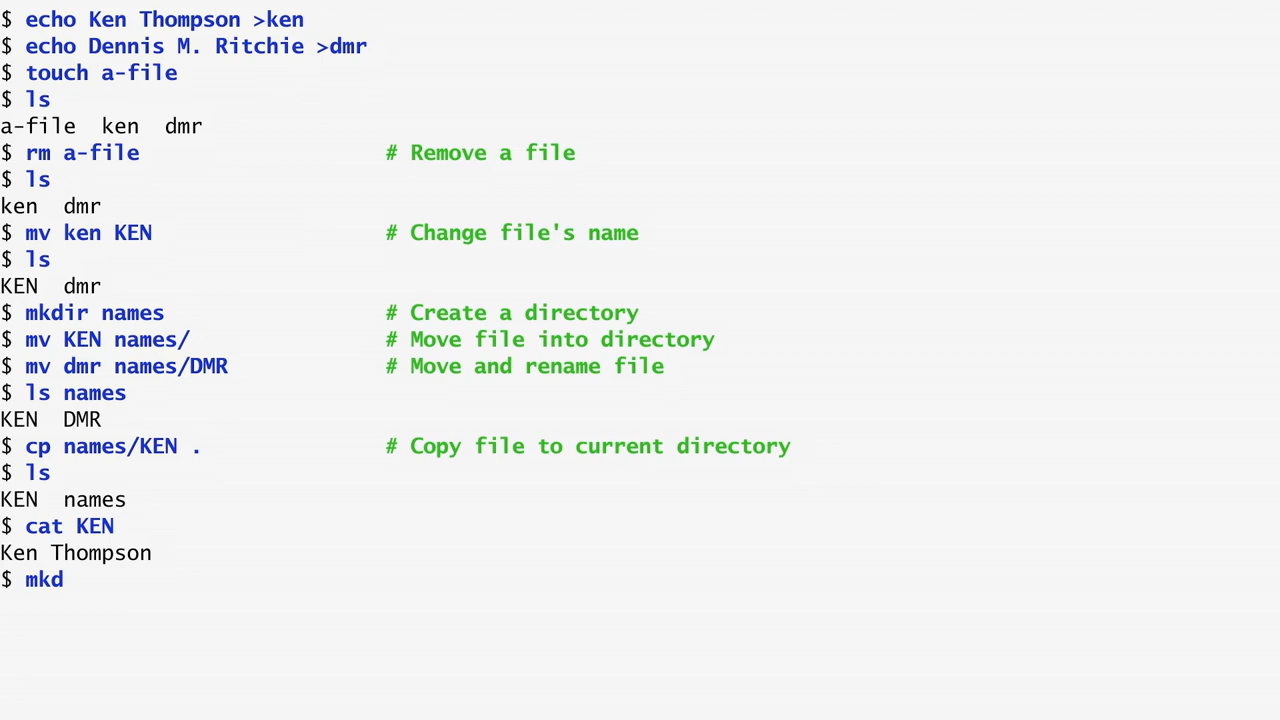 $ echo Ken Thompson >ken
$ echo Dennis M. Ritchie >dmr
$ touch a-file
$ ls
a-file  ken  dmr
$ rm a-file                    # Remove a file
$ ls
ken  dmr
$ mv ken KEN                   # Change file's name
$ ls
KEN  dmr
$ mkdir names                  # Create a directory
$ mv KEN names/                # Move file into directory
$ mv dmr names/DMR             # Move and rename file
$ ls names
KEN  DMR
$ cp names/KEN .               # Copy file to current directory
$ ls
KEN  names
$ cat KEN
Ken Thompson
$ mkd